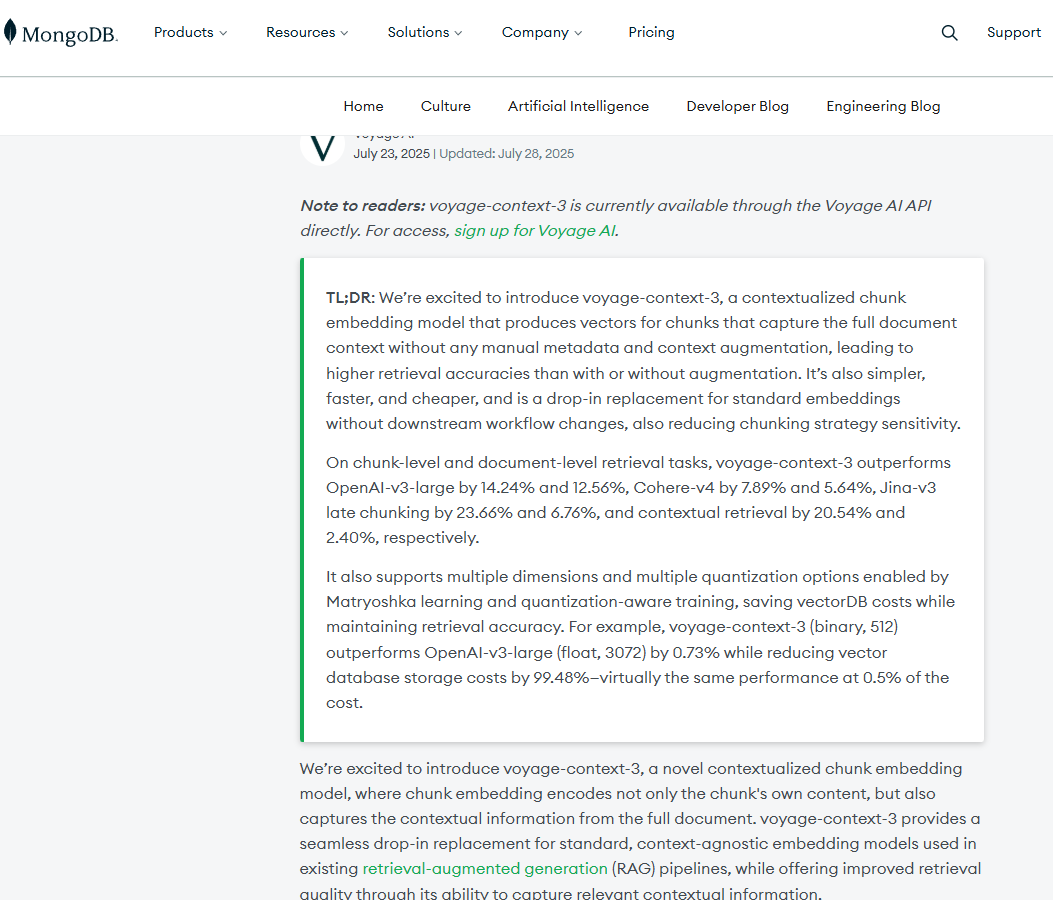 MongoDB.
Products
Resources
Solutions
Company
Pricing
Support
Home
Culture
Artificial Intelligence
Developer Blog
Engineering Blog
Voyage AI
July 23, 2025 | Updated: July 28, 2025
Note to readers: voyage-context-3 is currently available through the Voyage AI API
directly. For access, sign up for Voyage AI.
TL;DR: We’re excited to introduce voyage-context-3, a contextualized chunk
embedding model that produces vectors for chunks that capture the full document
context without any manual metadata and context augmentation, leading to
higher retrieval accuracies than with or without augmentation. It’s also simpler,
faster, and cheaper, and is a drop-in replacement for standard embeddings
without downstream workflow changes, also reducing chunking strategy sensitivity.
On chunk-level and document-level retrieval tasks, voyage-context-3 outperforms
OpenAI-v3-large by 14.24% and 12.56%, Cohere-v4 by 7.89% and 5.64%, Jina-v3
late chunking by 23.66% and 6.76%, and contextual retrieval by 20.54% and
2.40%, respectively.
It also supports multiple dimensions and multiple quantization options enabled by
Matryoshka learning and quantization-aware training, saving vectorDB costs while
maintaining retrieval accuracy. For example, voyage-context-3 (binary, 512)
outperforms OpenAI-v3-large (float, 3072) by 0.73% while reducing vector
database storage costs by 99.48%—virtually the same performance at 0.5% of the
cost.
We’re excited to introduce voyage-context-3, a novel contextualized chunk embedding
model, where chunk embedding encodes not only the chunk's own content, but also
captures the contextual information from the full document. voyage-context-3 provides a
seamless drop-in replacement for standard, context-agnostic embedding models used in
existing retrieval-augmented generation (RAG) pipelines, while offering improved retrieval
quality through its ability to capture relevant contextual information.